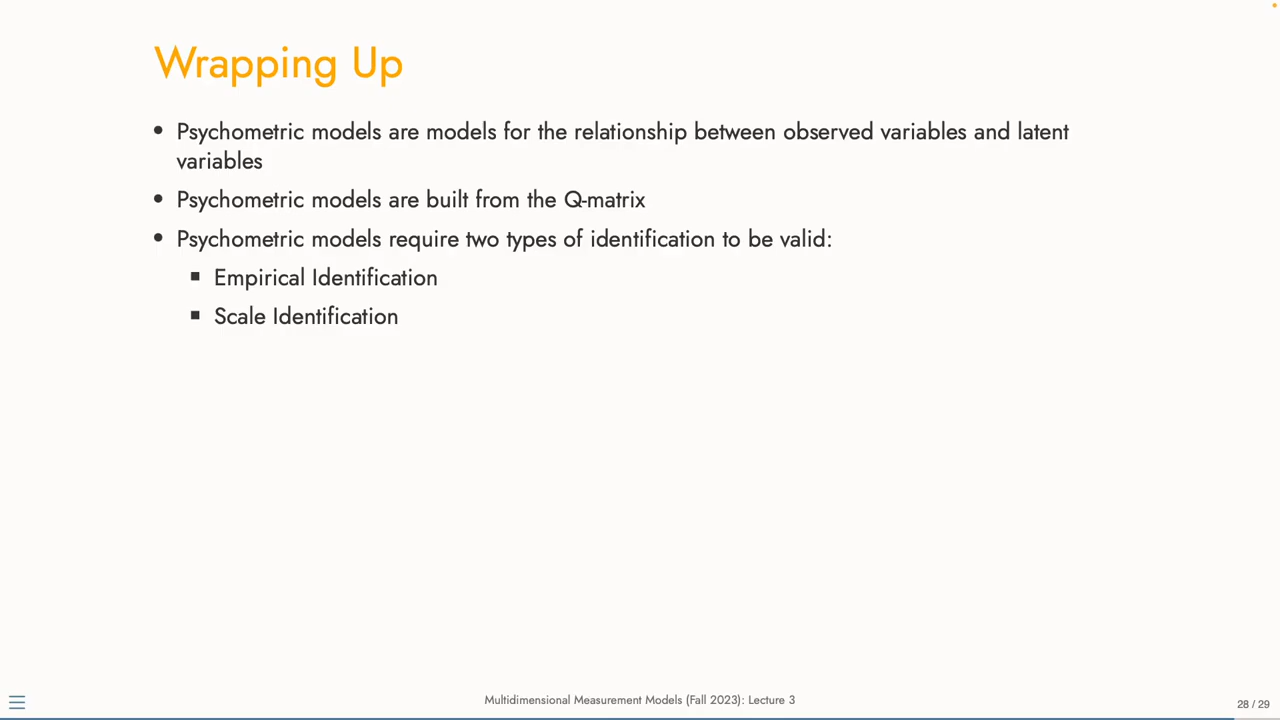 Wrapping Up
• Psychometric models are models for the relationship between observed variables and latent
variables
• Psychometric models are built from the Q-matrix
• Psychometric models require two types of identification to be valid:
▪ Empirical Identification
▪ Scale Identification
Multidimensional Measurement Models (Fall 2023): Lecture 3
28 / 29